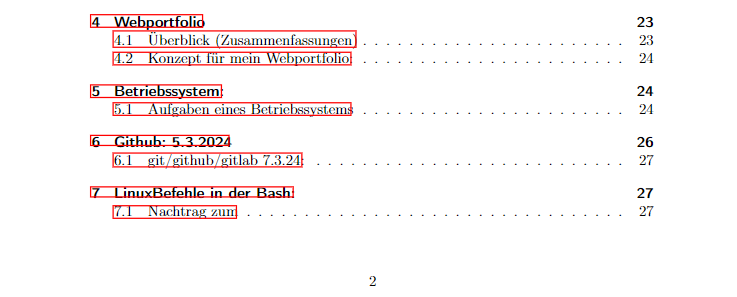 4 Webportfolio 23
4.1 Überblick (Zusammenfassungen) . . . . . . . . . . . . . . . . . . . . . . . 23
4.2 Konzept für mein Webportfolio: . . . . . . . . . . . . . . . . . . . . . . . 24
5 Betriebssystem: 24
5.1 Aufgaben eines Betriebssystems . . . . . . . . . . . . . . . . . . . . . . . 24
6 Github: 5.3.2024 26
6.1 git/github/gitlab 7.3.24: . . . . . . . . . . . . . . . . . . . . . . . . . . . 27
7 LinuxBefehle in der Bash: 27
7.1 Nachtrag zum . . . . . . . . . . . . . . . . . . . . . . . . . . . . . . . . 27
2